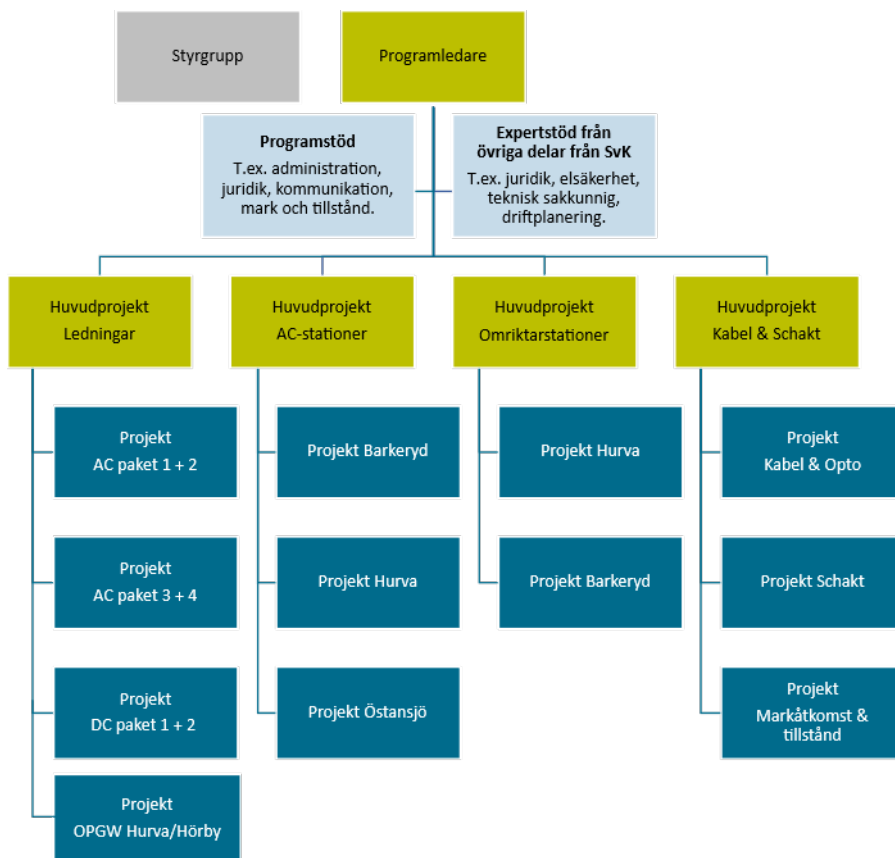 Styrgrupp
Programledare
Programstöd
T.ex. administration,
juridik, kommunikation,
mark och tillstånd.
Expertstöd från
övriga delar från SvK
T.ex. juridik, elsäkerhet,
teknisk sakkunnig,
driftplanering.
Huvudprojekt
Ledningar
Huvudprojekt
AC-stationer
Huvudprojekt
Omriktarstationer
Huvudprojekt
Kabel & Schakt
Projekt
AC paket 1 + 2
Projekt Barkeryd
Projekt Hurva
Projekt
Kabel & Opto
Projekt
AC paket 3 + 4
Projekt Hurva
Projekt Barkeryd
Projekt Schakt
Projekt
DC paket 1 + 2
Projekt Östansjö
Projekt
Markåtkomst &
tillstånd
Projekt
OPGW Hurva/Hörby